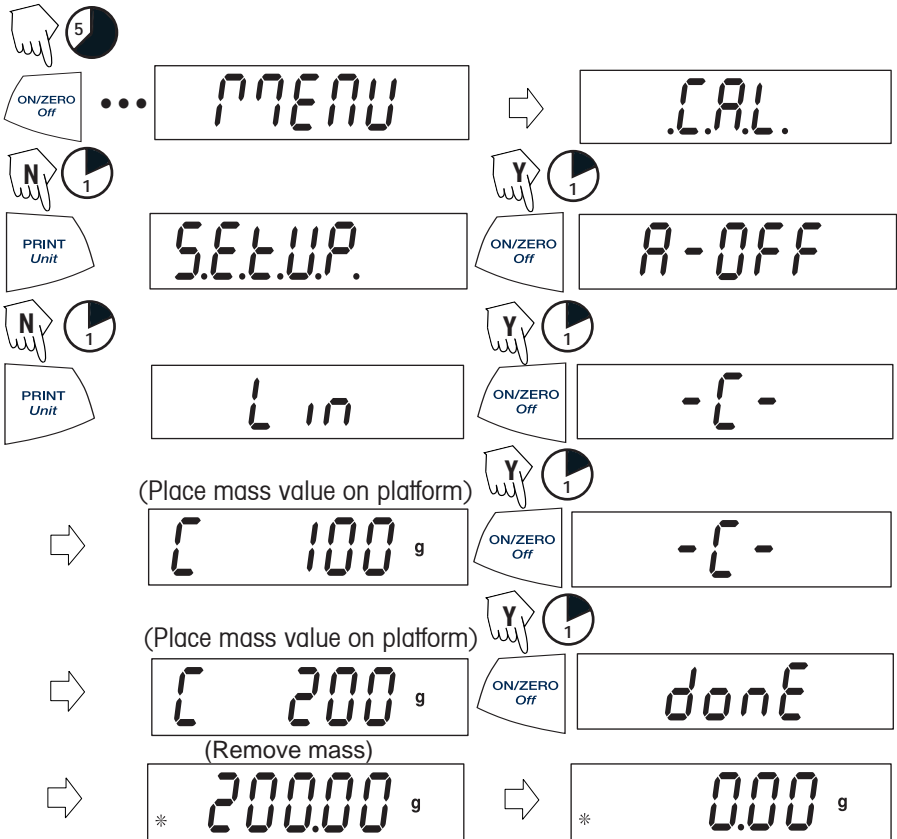 5
ON/ZERO
Off
MENU
.C.A.L.
N
1
Y
1
PRINT
Unit
S.E.t.U.P.
ON/ZERO
Off
A-OFF
N
1
Y
1
PRINT
Unit
Lin
ON/ZERO
Off
-C-
(Place mass value on platform)
Y
1
C 100 g
ON/ZERO
Off
-C-
(Place mass value on platform)
Y
1
C 200 g
ON/ZERO
Off
donE
(Remove mass)
* 200.00 g
* 0.00 g